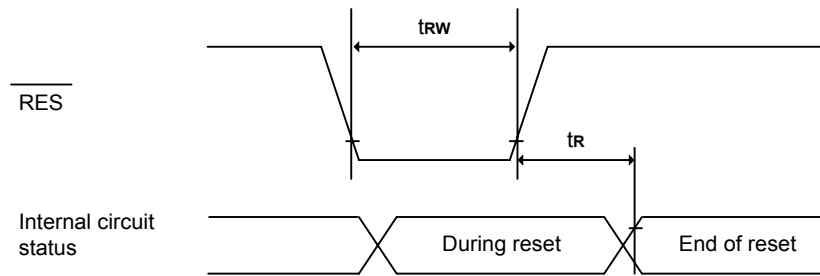 tRW
RES
tR
Internal circuit
status
During reset
End of reset